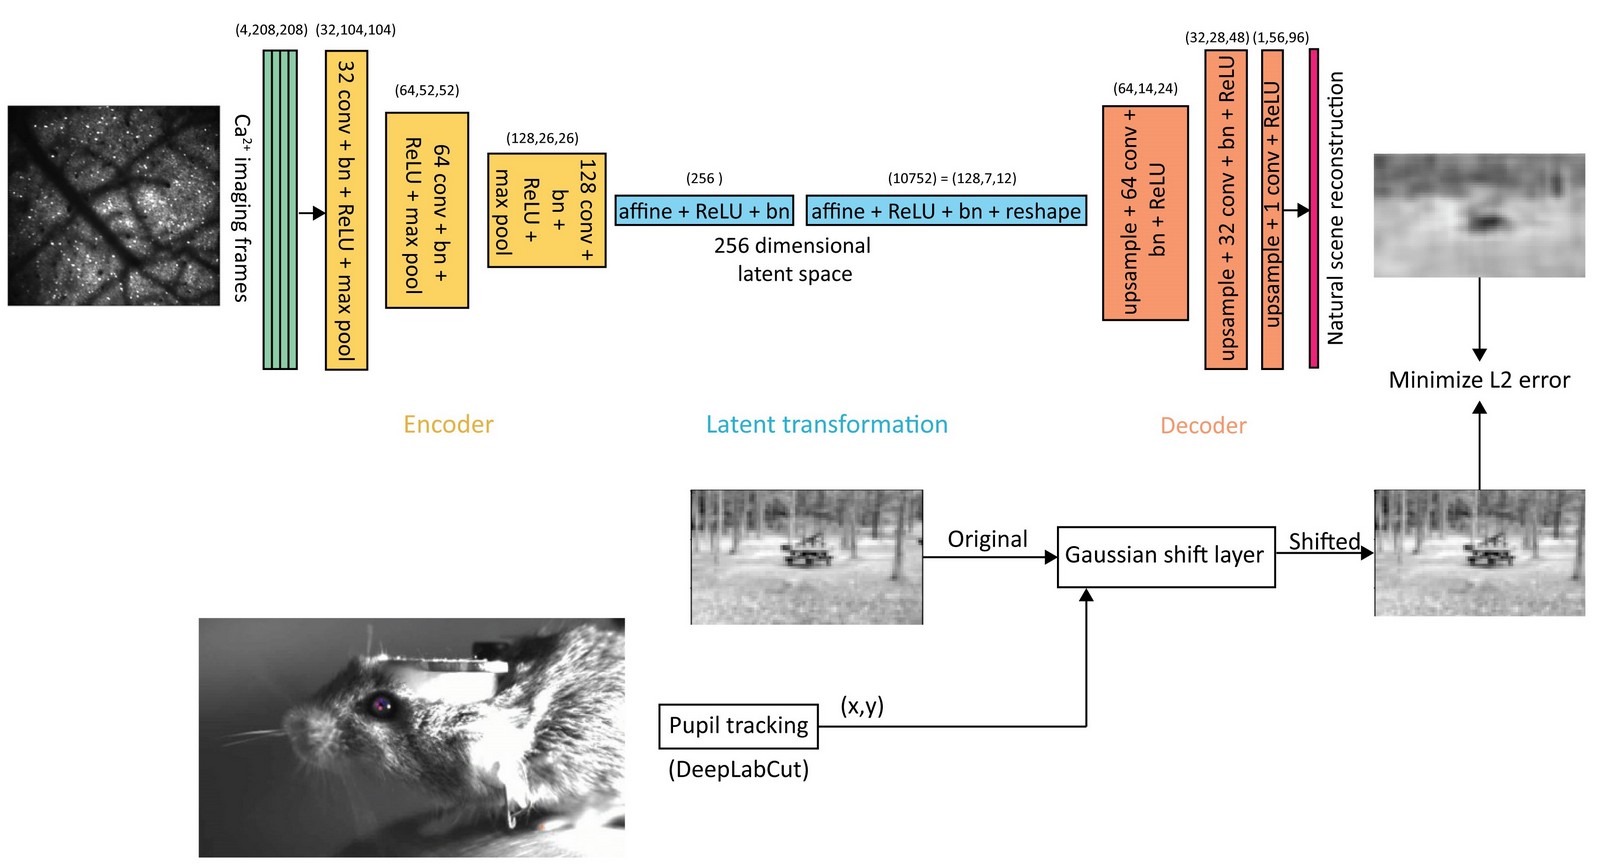 (4,208,208) (32,104,104)
Ca²⁺ imaging frames
32 conv + bn + ReLU + max pool
(64,52,52)
64 conv + bn +
ReLU + max pool
(128,26,26)
128 conv +
bn +
ReLU +
max pool
(256 )
affine + ReLU + bn
(10752) = (128,7,12)
affine + ReLU + bn + reshape
256 dimensional
latent space
(64,14,24)
upsample + 64 conv +
bn + ReLU
(32,28,48) (1,56,96)
upsample + 32 conv + bn + ReLU
upsample + 1 conv + ReLU
Natural scene reconstruction
Minimize L2 error
Encoder
Latent transformation
Decoder
Original
Gaussian shift layer
Shifted
Pupil tracking
(x,y)
(DeepLabCut)